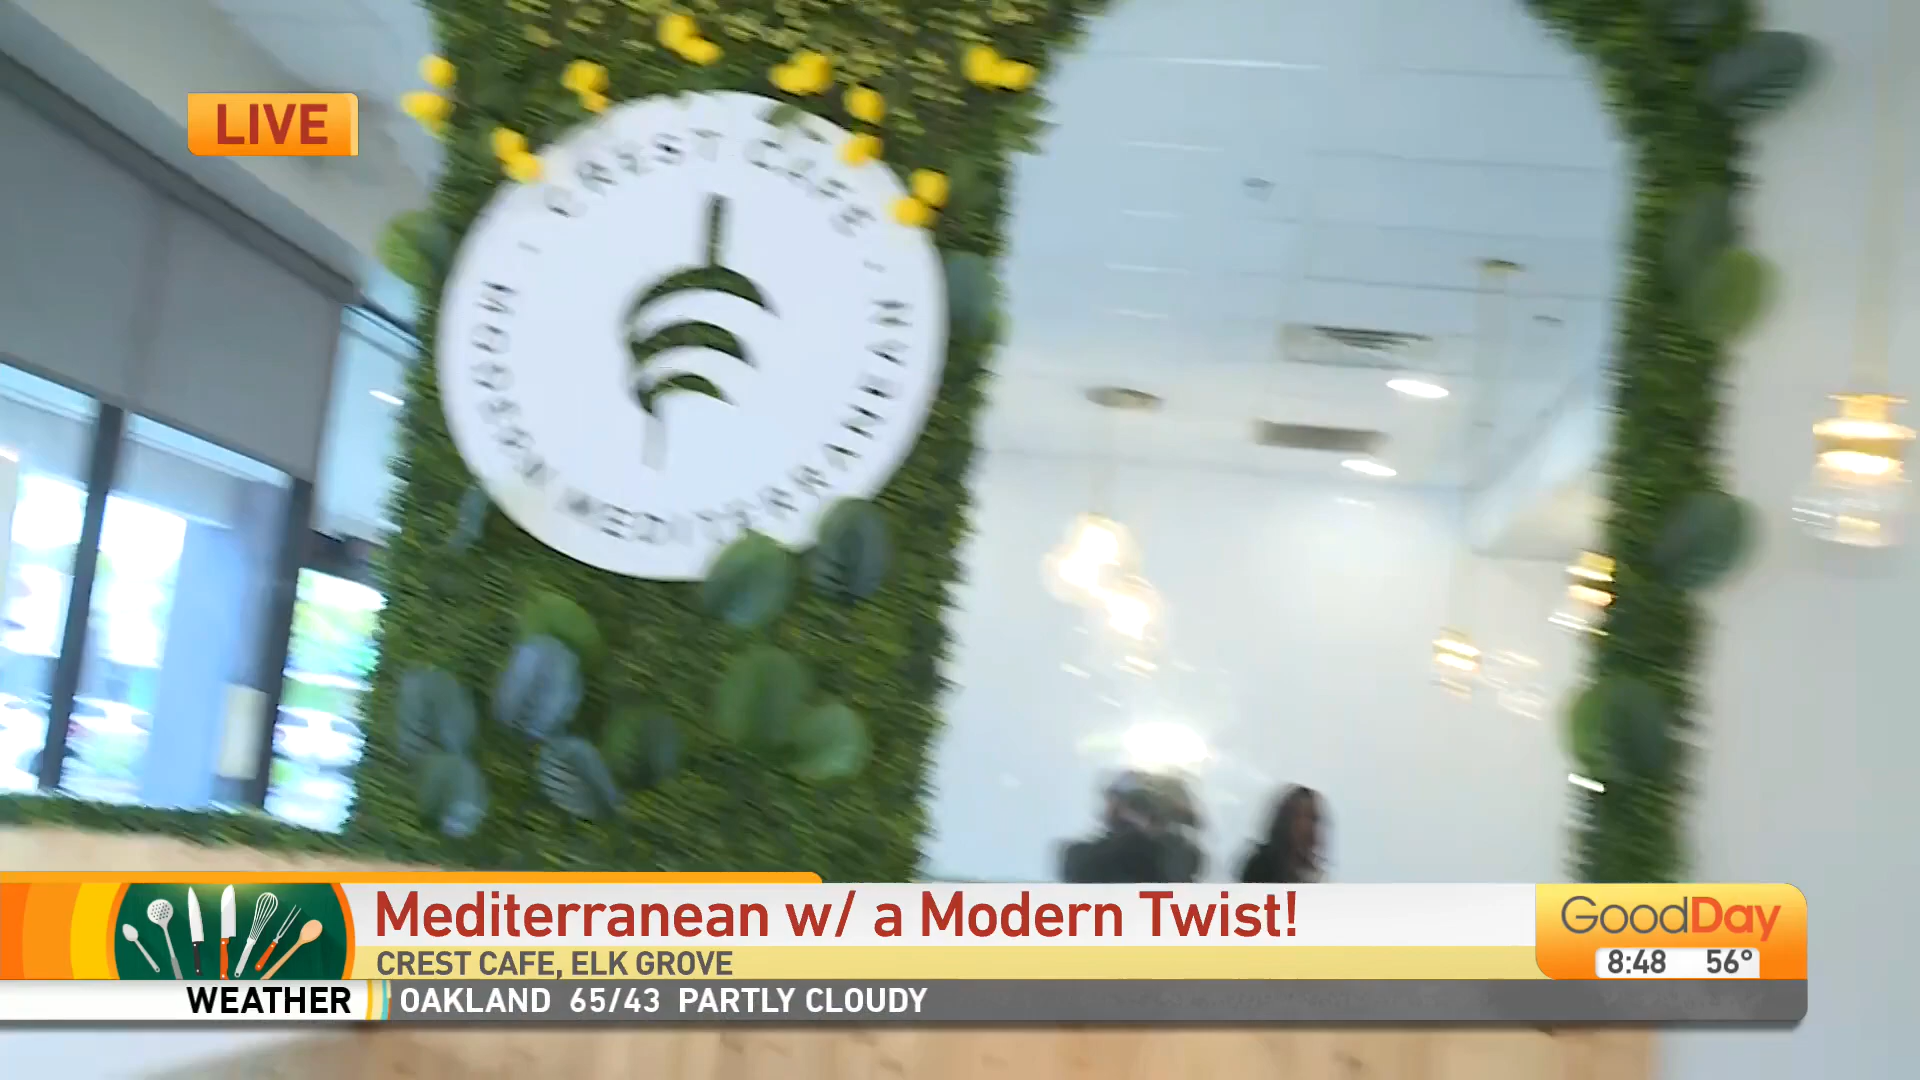 LIVE
· CREST CAFE ·
MODERN MEDITERRANEAN
Mediterranean w/ a Modern Twist!
CREST CAFE, ELK GROVE
GoodDay
8:48 56°
WEATHER
OAKLAND 65/43 PARTLY CLOUDY